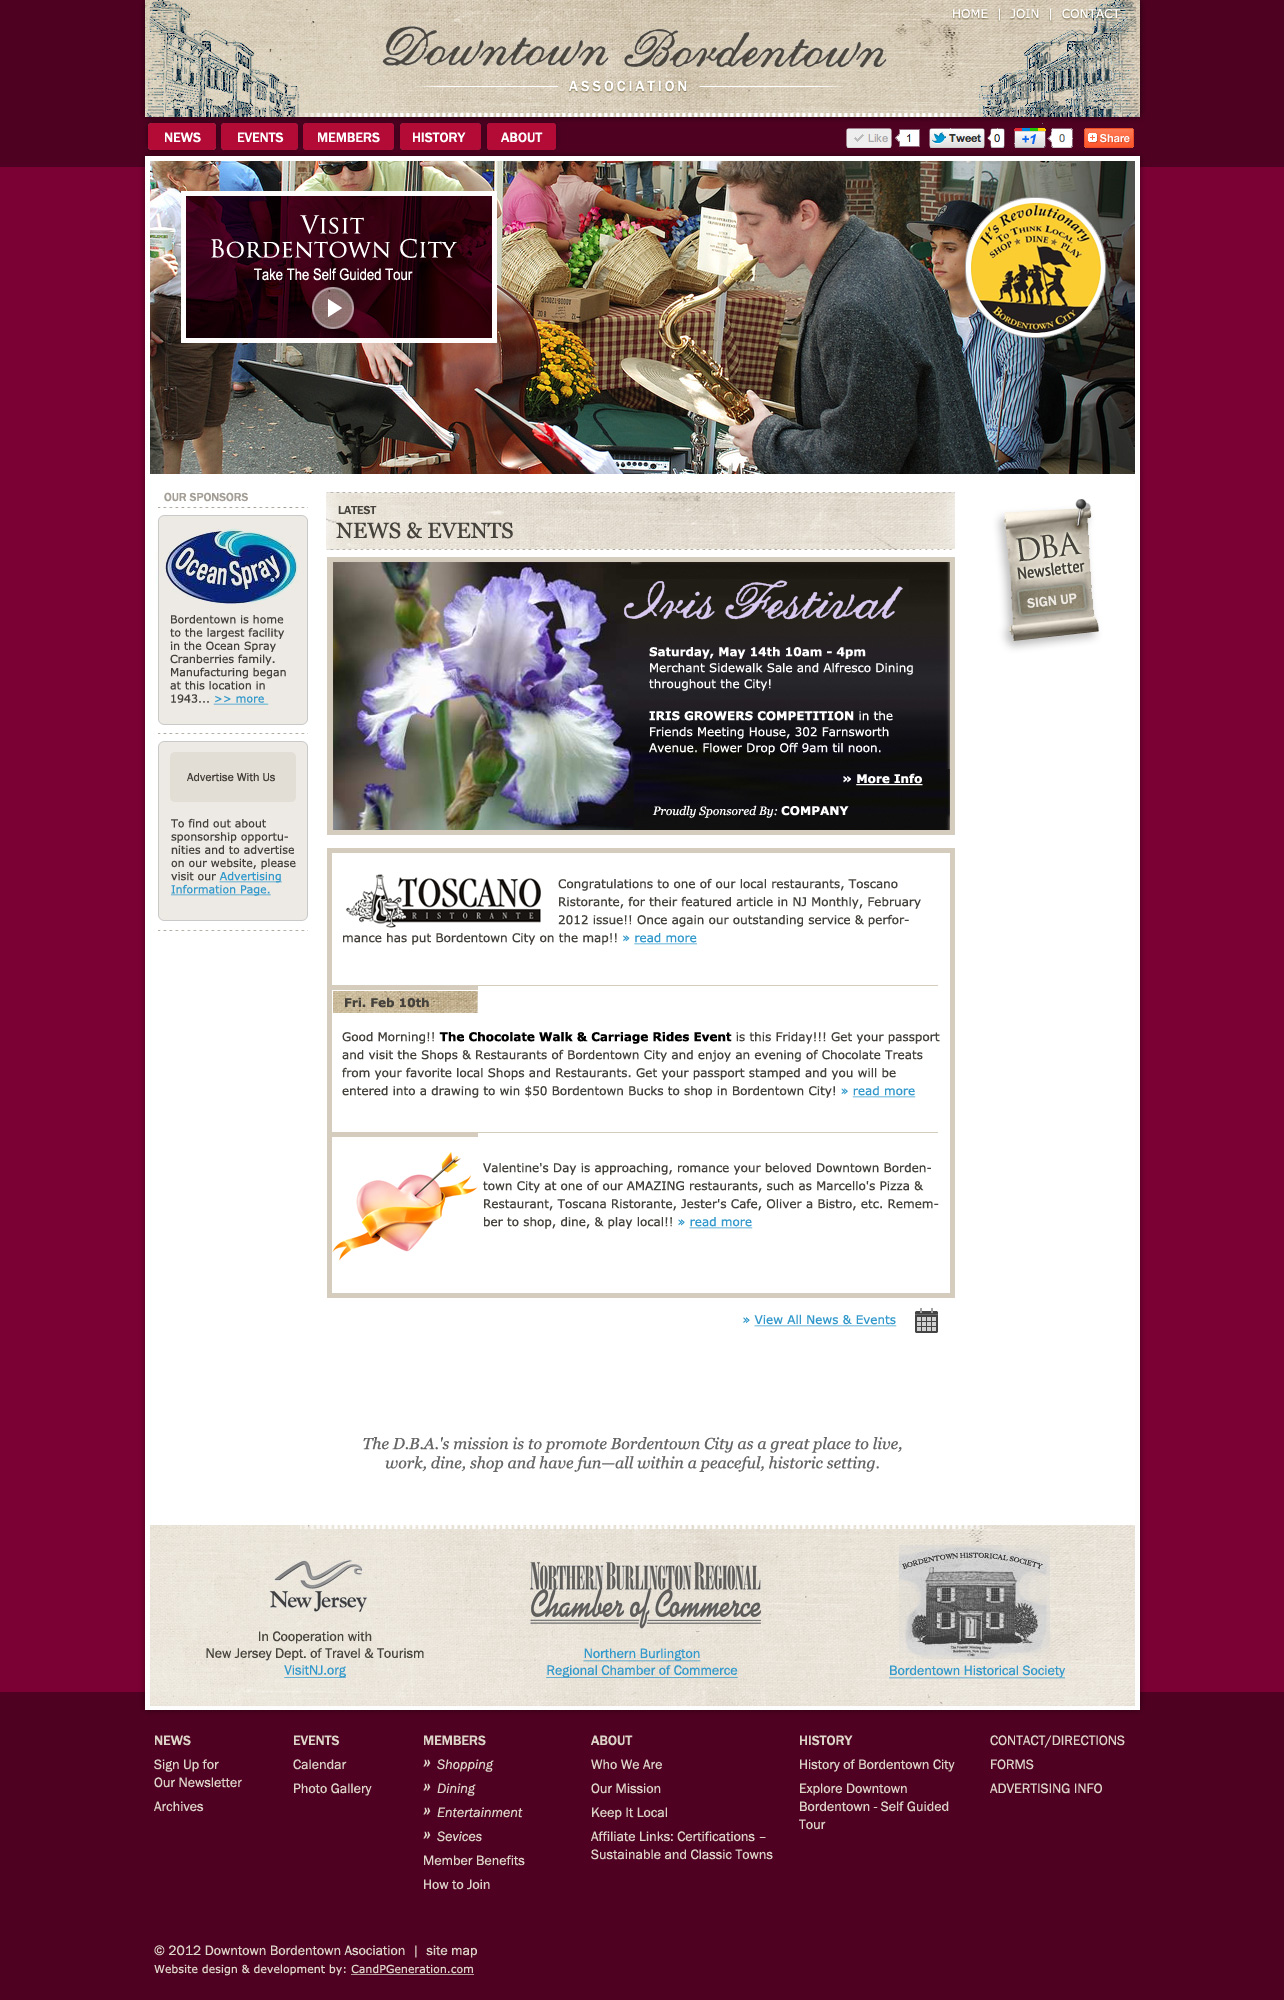 HOME | JOIN | CONTACT
Downtown Bordentown
ASSOCIATION
NEWS
EVENTS
MEMBERS
HISTORY
ABOUT
Like 1
Tweet 0
+1 0
Share
VISIT
BORDENTOWN CITY
Take The Self Guided Tour
It's Revolutionary
TO THINK LOCAL
SHOP ★ DINE ★ PLAY
BORDENTOWN CITY
OUR SPONSORS
Ocean Spray
Bordentown is home
to the largest facility
in the Ocean Spray
Cranberries family.
Manufacturing began
at this location in
1943... >> more
Advertise With Us
To find out about
sponsorship opportu-
nities and to advertise
on our website, please
visit our Advertising
Information Page.
LATEST
NEWS & EVENTS
Iris Festival
Saturday, May 14th 10am - 4pm
Merchant Sidewalk Sale and Alfresco Dining
throughout the City!
IRIS GROWERS COMPETITION in the
Friends Meeting House, 302 Farnsworth
Avenue. Flower Drop Off 9am til noon.
» More Info
Proudly Sponsored By: COMPANY
TOSCANO
RISTORANTE
Congratulations to one of our local restaurants, Toscano
Ristorante, for their featured article in NJ Monthly, February
2012 issue!! Once again our outstanding service & perfor-
mance has put Bordentown City on the map!! » read more
Fri. Feb 10th
Good Morning!! The Chocolate Walk & Carriage Rides Event is this Friday!!! Get your passport
and visit the Shops & Restaurants of Bordentown City and enjoy an evening of Chocolate Treats
from your favorite local Shops and Restaurants. Get your passport stamped and you will be
entered into a drawing to win $50 Bordentown Bucks to shop in Bordentown City! » read more
Valentine's Day is approaching, romance your beloved Downtown Borden-
town City at one of our AMAZING restaurants, such as Marcello's Pizza &
Restaurant, Toscana Ristorante, Jester's Cafe, Oliver a Bistro, etc. Remem-
ber to shop, dine, & play local!! » read more
» View All News & Events
DBA
Newsletter
SIGN UP
The D.B.A.'s mission is to promote Bordentown City as a great place to live,
work, dine, shop and have fun—all within a peaceful, historic setting.
New Jersey
In Cooperation with
New Jersey Dept. of Travel & Tourism
VisitNJ.org
NORTHERN BURLINGTON REGIONAL
Chamber of Commerce
Northern Burlington
Regional Chamber of Commerce
BORDENTOWN HISTORICAL SOCIETY
Bordentown Historical Society
NEWS
Sign Up for
Our Newsletter
Archives
EVENTS
Calendar
Photo Gallery
MEMBERS
» Shopping
» Dining
» Entertainment
» Sevices
Member Benefits
How to Join
ABOUT
Who We Are
Our Mission
Keep It Local
Affiliate Links: Certifications –
Sustainable and Classic Towns
HISTORY
History of Bordentown City
Explore Downtown
Bordentown - Self Guided
Tour
CONTACT/DIRECTIONS
FORMS
ADVERTISING INFO
© 2012 Downtown Bordentown Asociation | site map
Website design & development by: CandPGeneration.com